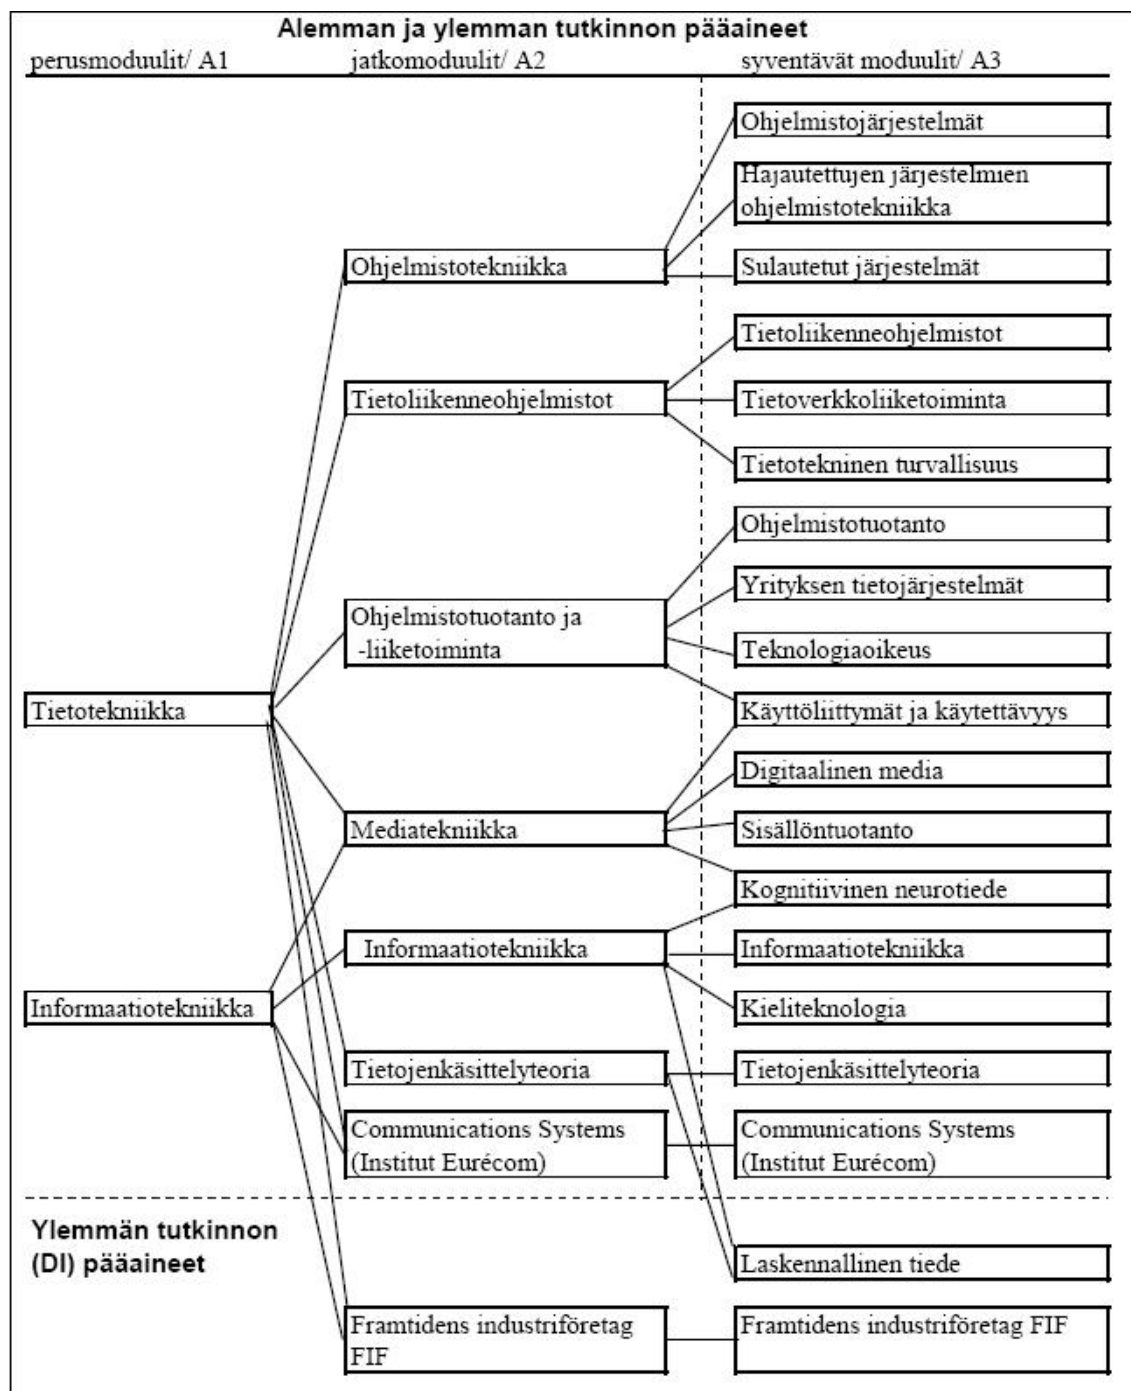 Alemman ja ylemman tutkinnon pääaineet
perusmoduulit/ A1
jatkomoduulit/ A2
syventävät moduulit/ A3
Tietotekniikka
Informaatiotekniikka
Ohjelmistotekniikka
Tietoliikenneohjelmistot
Ohjelmistotuotanto ja
-liiketoiminta
Mediatekniikka
Informaatiotekniikka
Tietojenkäsittelyteoria
Communications Systems
(Institut Eurécom)
Ohjelmistojärjestelmät
Hajautettujen järjestelmien
ohjelmistotekniikka
Sulautetut järjestelmät
Tietoliikenneohjelmistot
Tietoverkkoliiketoiminta
Tietotekninen turvallisuus
Ohjelmistotuotanto
Yrityksen tietojärjestelmät
Teknologiaoikeus
Käyttöliittymät ja käytettävyys
Digitaalinen media
Sisällöntuotanto
Kognitiivinen neurotiede
Informaatiotekniikka
Kieliteknologia
Tietojenkäsittelyteoria
Communications Systems
(Institut Eurécom)
Ylemmän tutkinnon
(DI) pääaineet
Framtidens industriföretag
FIF
Laskennallinen tiede
Framtidens industriföretag FIF